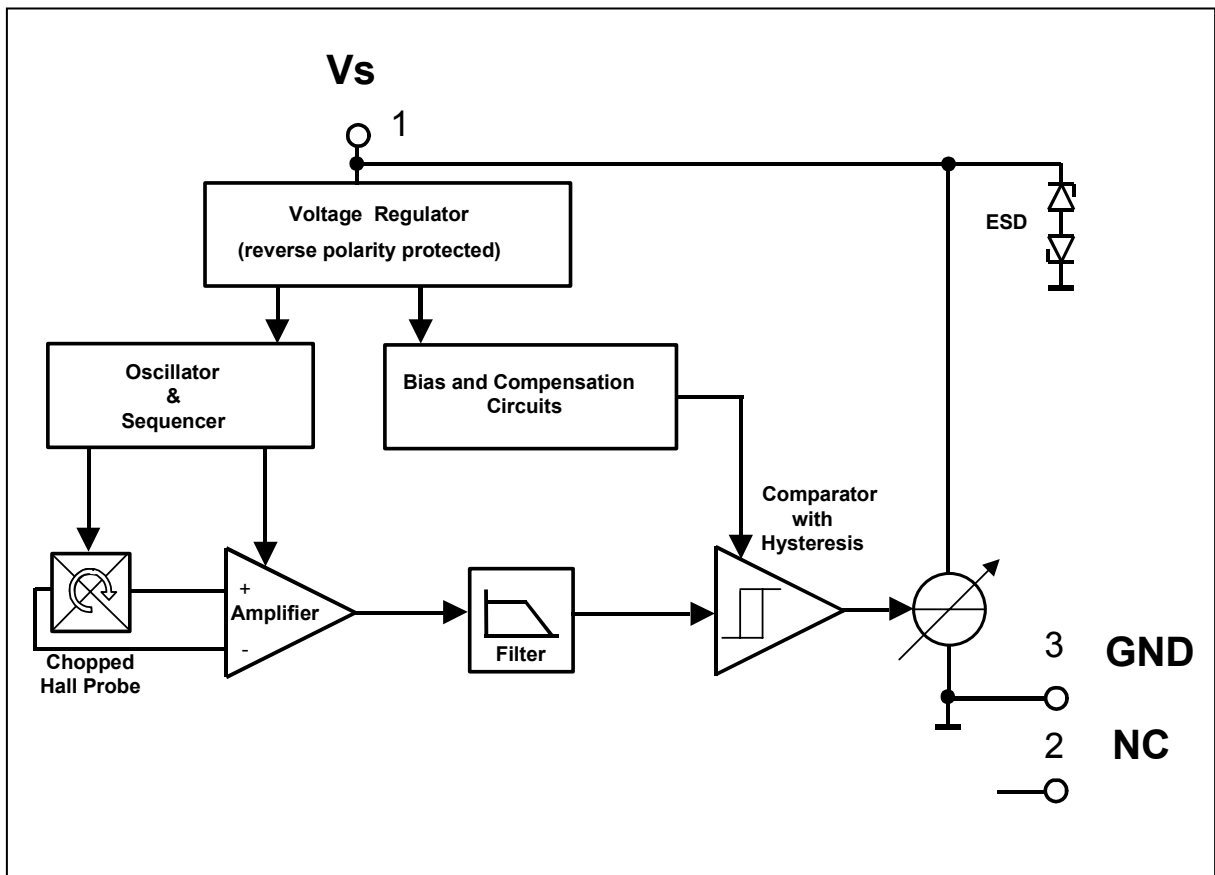 Vs
1
Voltage Regulator
(reverse polarity protected)
ESD
Oscillator
&
Sequencer
Bias and Compensation
Circuits
Comparator
with
Hysteresis
+
Amplifier
-
Filter
Chopped
Hall Probe
3 GND
2 NC